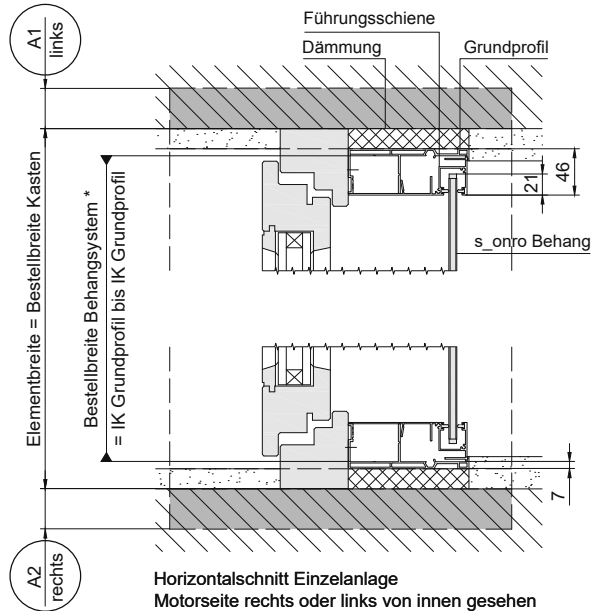 A1
links
Führungsschiene
Dämmung
Grundprofil
46
21
s_onro Behang
Elementbreite = Bestellbreite Kasten
Bestellbreite Behangsystem *
= IK Grundprofil bis IK Grundprofil
7
A2
rechts
Horizontalschnitt Einzelanlage
Motorseite rechts oder links von innen gesehen